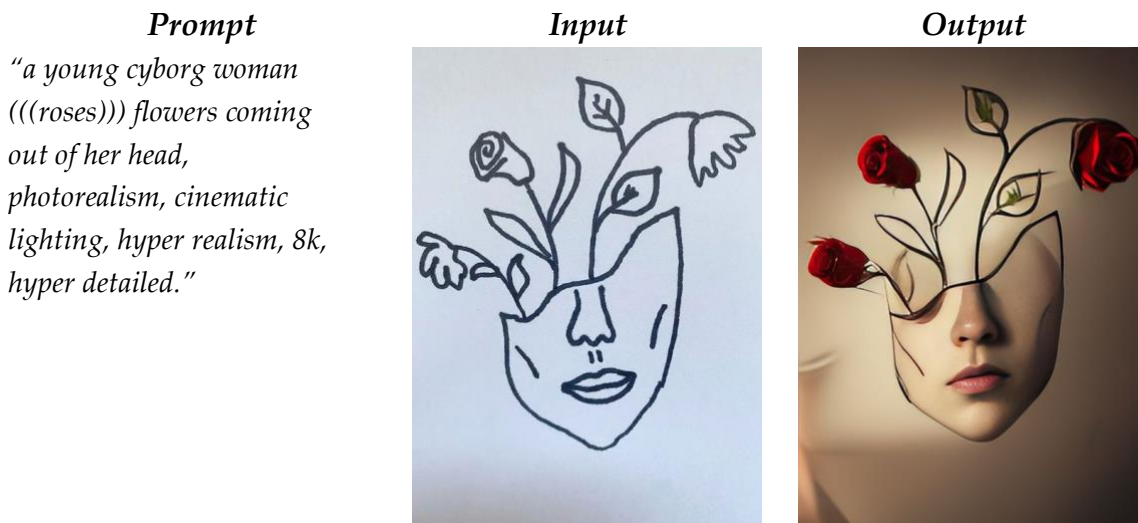 Prompt
Input
Output
“a young cyborg woman
(((roses))) flowers coming
out of her head,
photorealism, cinematic
lighting, hyper realism, 8k,
hyper detailed.”